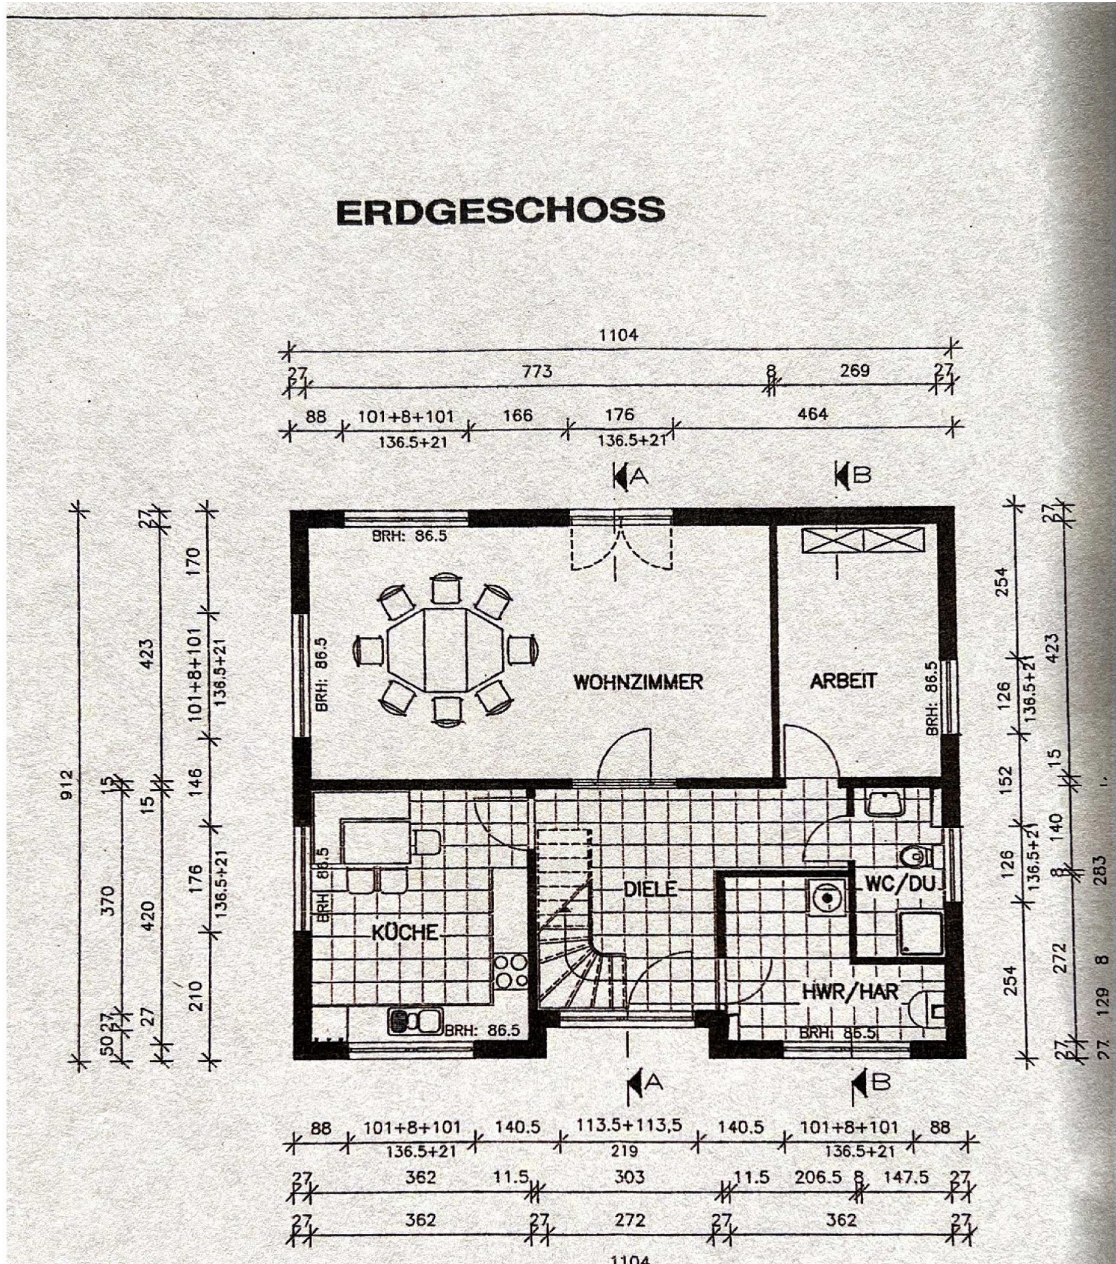 ERDGESCHOSS
1104
27 773 8 269 27
88 101+8+101 166 176 464
136.5+21 136.5+21
A B
BRH: 86.5
912
15 370 27 50
27 423 15 420 27
170 101+8+101 146 176 210
136.5+21 136.5+21
BRH: 86.5
WOHNZIMMER ARBEIT
BRH: 86.5
254 126 152 126 254
136.5+21 136.5+21
27 423 15 140 8 272 27
283 8 129 27
BRH: 86.5
DIELE WC/DU
KÜCHE
HWR/HAR
BRH: 86.5 BRH: 86.5
A B
88 101+8+101 140.5 113.5+113,5 140.5 101+8+101 88
136.5+21 219 136.5+21
27 362 11.5 303 11.5 206.5 8 147.5 27
27 362 27 272 27 362 27
1104